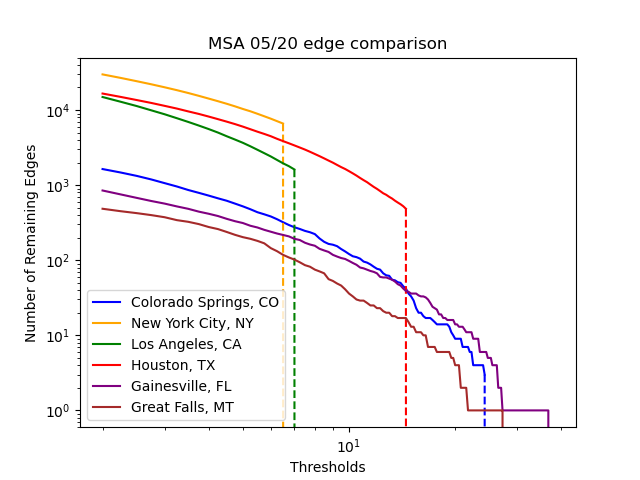 MSA 05/20 edge comparison
Number of Remaining Edges
10⁴
10³
10²
10¹
10⁰
Colorado Springs, CO
New York City, NY
Los Angeles, CA
Houston, TX
Gainesville, FL
Great Falls, MT
10¹
Thresholds